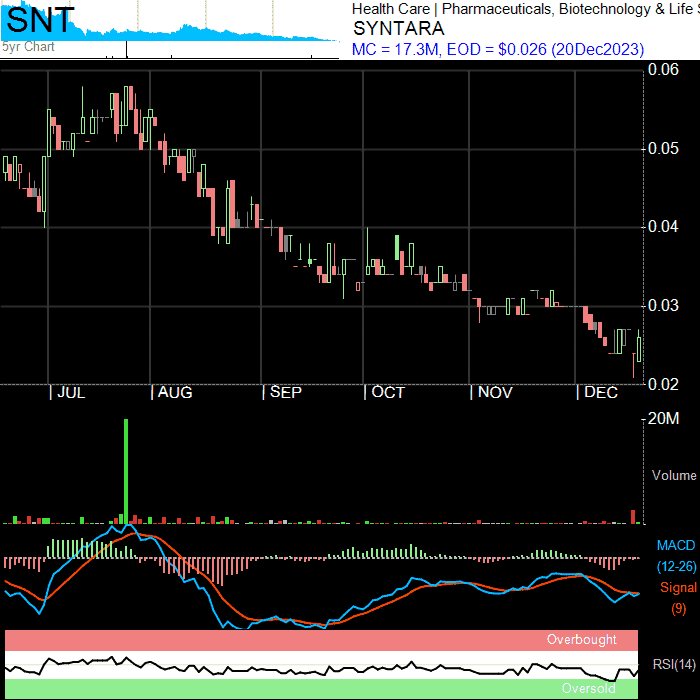 SNT
5yr Chart
Health Care | Pharmaceuticals, Biotechnology & Life S
SYNTARA
MC = 17.3M, EOD = $0.026 (20Dec2023)
0.06
0.05
0.04
0.03
0.02
| JUL | AUG | SEP | OCT | NOV | DEC
20M
Volume
MACD
(12-26)
Signal
(9)
Overbought
RSI(14)
Oversold